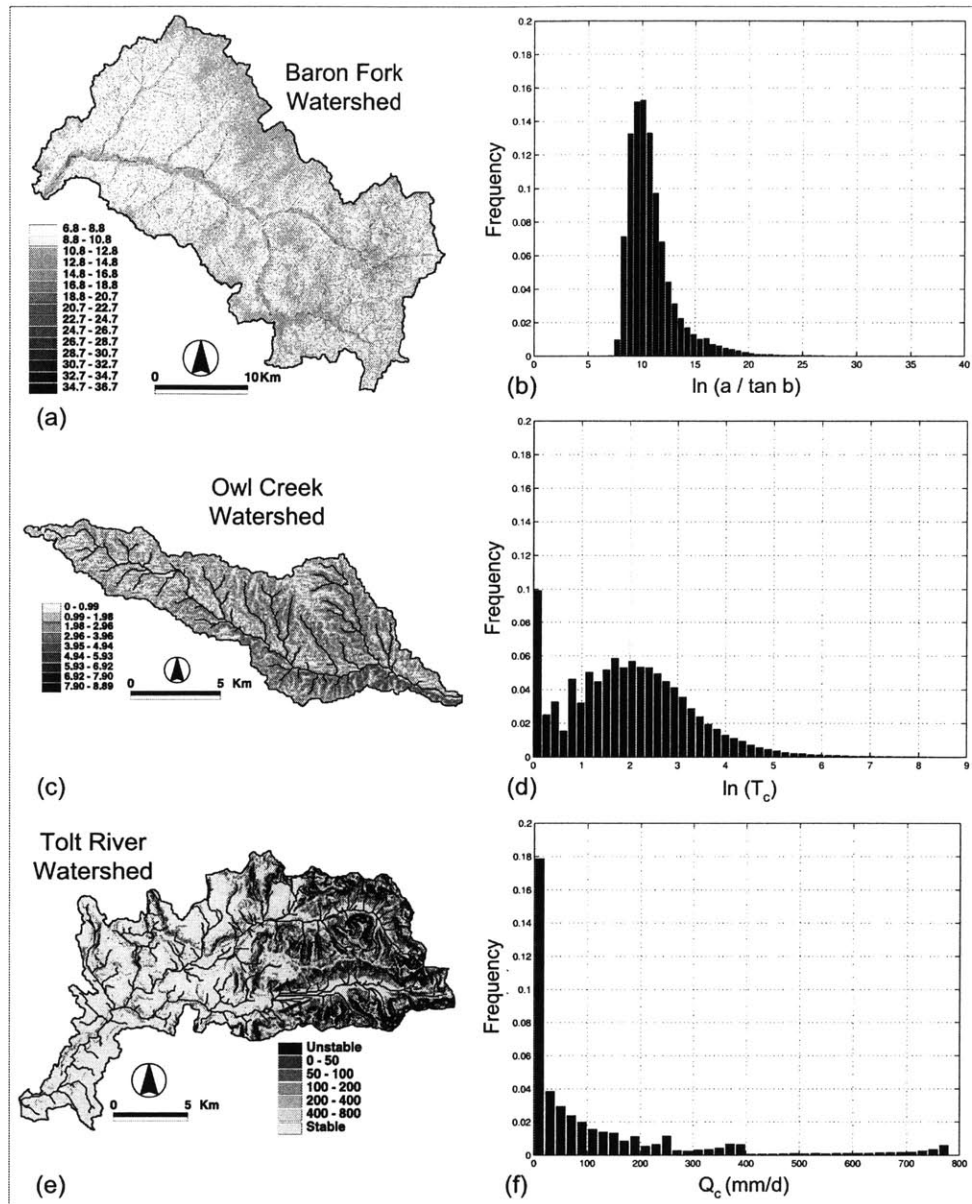 Baron Fork
Watershed
6.8 - 8.8
8.8 - 10.8
10.8 - 12.8
12.8 - 14.8
14.8 - 16.8
16.8 - 18.8
18.8 - 20.7
20.7 - 22.7
22.7 - 24.7
24.7 - 26.7
26.7 - 28.7
28.7 - 30.7
30.7 - 32.7
32.7 - 34.7
34.7 - 36.7
0 10Km
(a)
Frequency
0.2
0.18
0.16
0.14
0.12
0.1
0.08
0.06
0.04
0.02
0
0 5 10 15 20 25 30 35 40
ln (a / tan b)
(b)
Owl Creek
Watershed
0 - 0.99
0.99 - 1.98
1.98 - 2.96
2.96 - 3.96
3.95 - 4.94
4.94 - 5.93
5.93 - 6.92
6.92 - 7.90
7.90 - 8.89
0 5 Km
(c)
Frequency
0.2
0.18
0.16
0.14
0.12
0.1
0.08
0.06
0.04
0.02
0
0 1 2 3 4 5 6 7 8 9
ln (Tc)
(d)
Tolt River
Watershed
Unstable
0 - 50
50 - 100
100 - 200
200 - 400
400 - 800
Stable
0 5 Km
(e)
Frequency
0.2
0.18
0.16
0.14
0.12
0.1
0.08
0.06
0.04
0.02
0
0 100 200 300 400 500 600 700 800
Qc (mm/d)
(f)